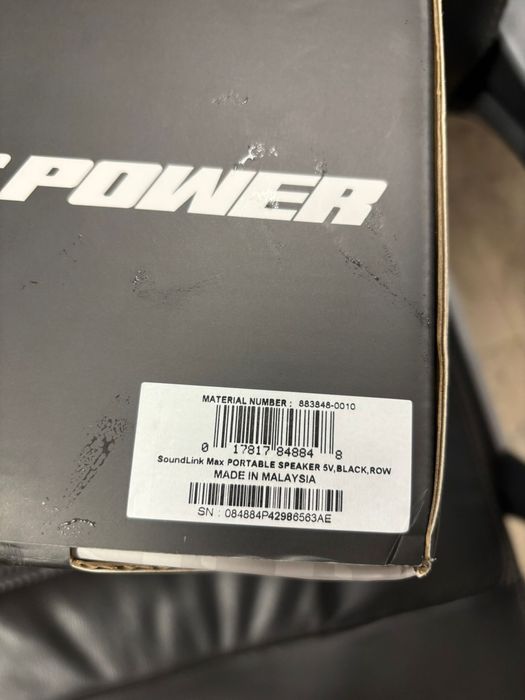 POWER
MATERIAL NUMBER : 883848-0010
0 17817 84884 8
SoundLink Max PORTABLE SPEAKER 5V,BLACK,ROW
MADE IN MALAYSIA
SN : 084884P42986563AE